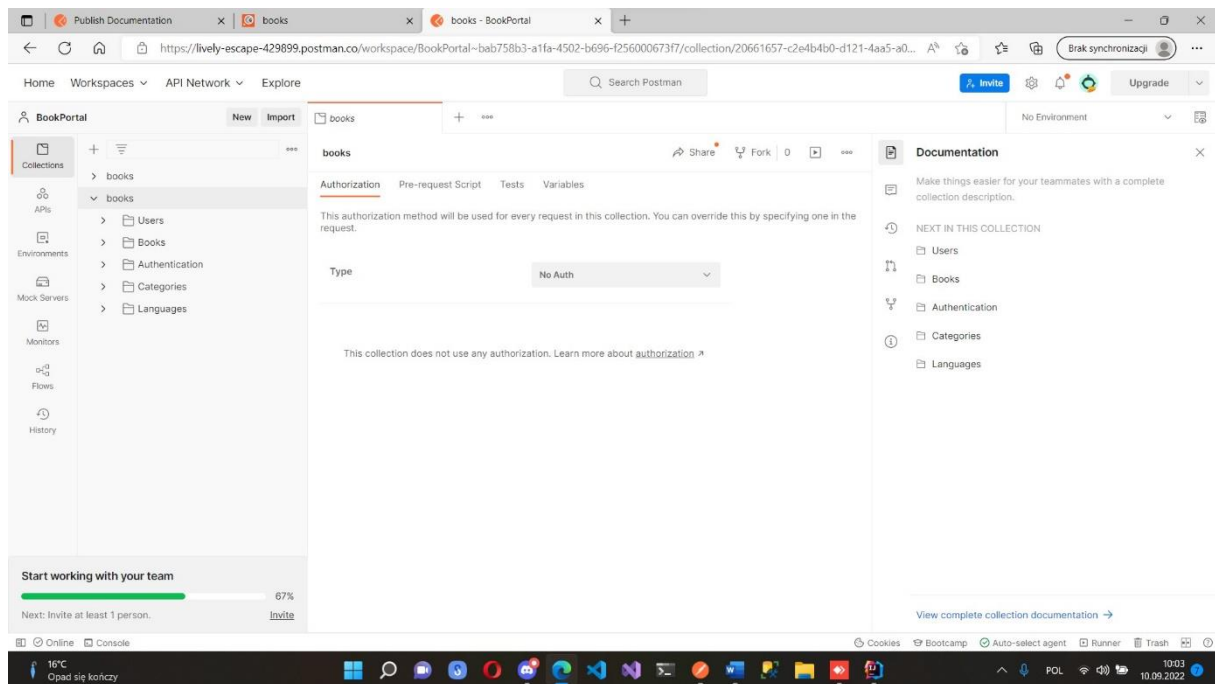 Publish Documentation
books
books - BookPortal
https://lively-escape-429899.postman.co/workspace/BookPortal~bab758b3-a1fa-4502-b696-f256000673f7/collection/20661657-c2e4b4b0-d121-4aa5-a0...
Brak synchronizacji
Home Workspaces API Network Explore
Search Postman
Invite
Upgrade
BookPortal
New Import
books
No Environment
Collections
APIs
Environments
Mock Servers
Monitors
Flows
History
books
books
Users
Books
Authentication
Categories
Languages
books
Share Fork 0
Authorization Pre-request Script Tests Variables
This authorization method will be used for every request in this collection. You can override this by specifying one in the
request.
Type
No Auth
This collection does not use any authorization. Learn more about authorization
Documentation
Make things easier for your teammates with a complete
collection description.
NEXT IN THIS COLLECTION
Users
Books
Authentication
Categories
Languages
View complete collection documentation
Start working with your team
67%
Next: Invite at least 1 person. Invite
Online Console
Cookies Bootcamp Auto-select agent Runner Trash
16°C
Opad się kończy
POL
10:03
10.09.2022